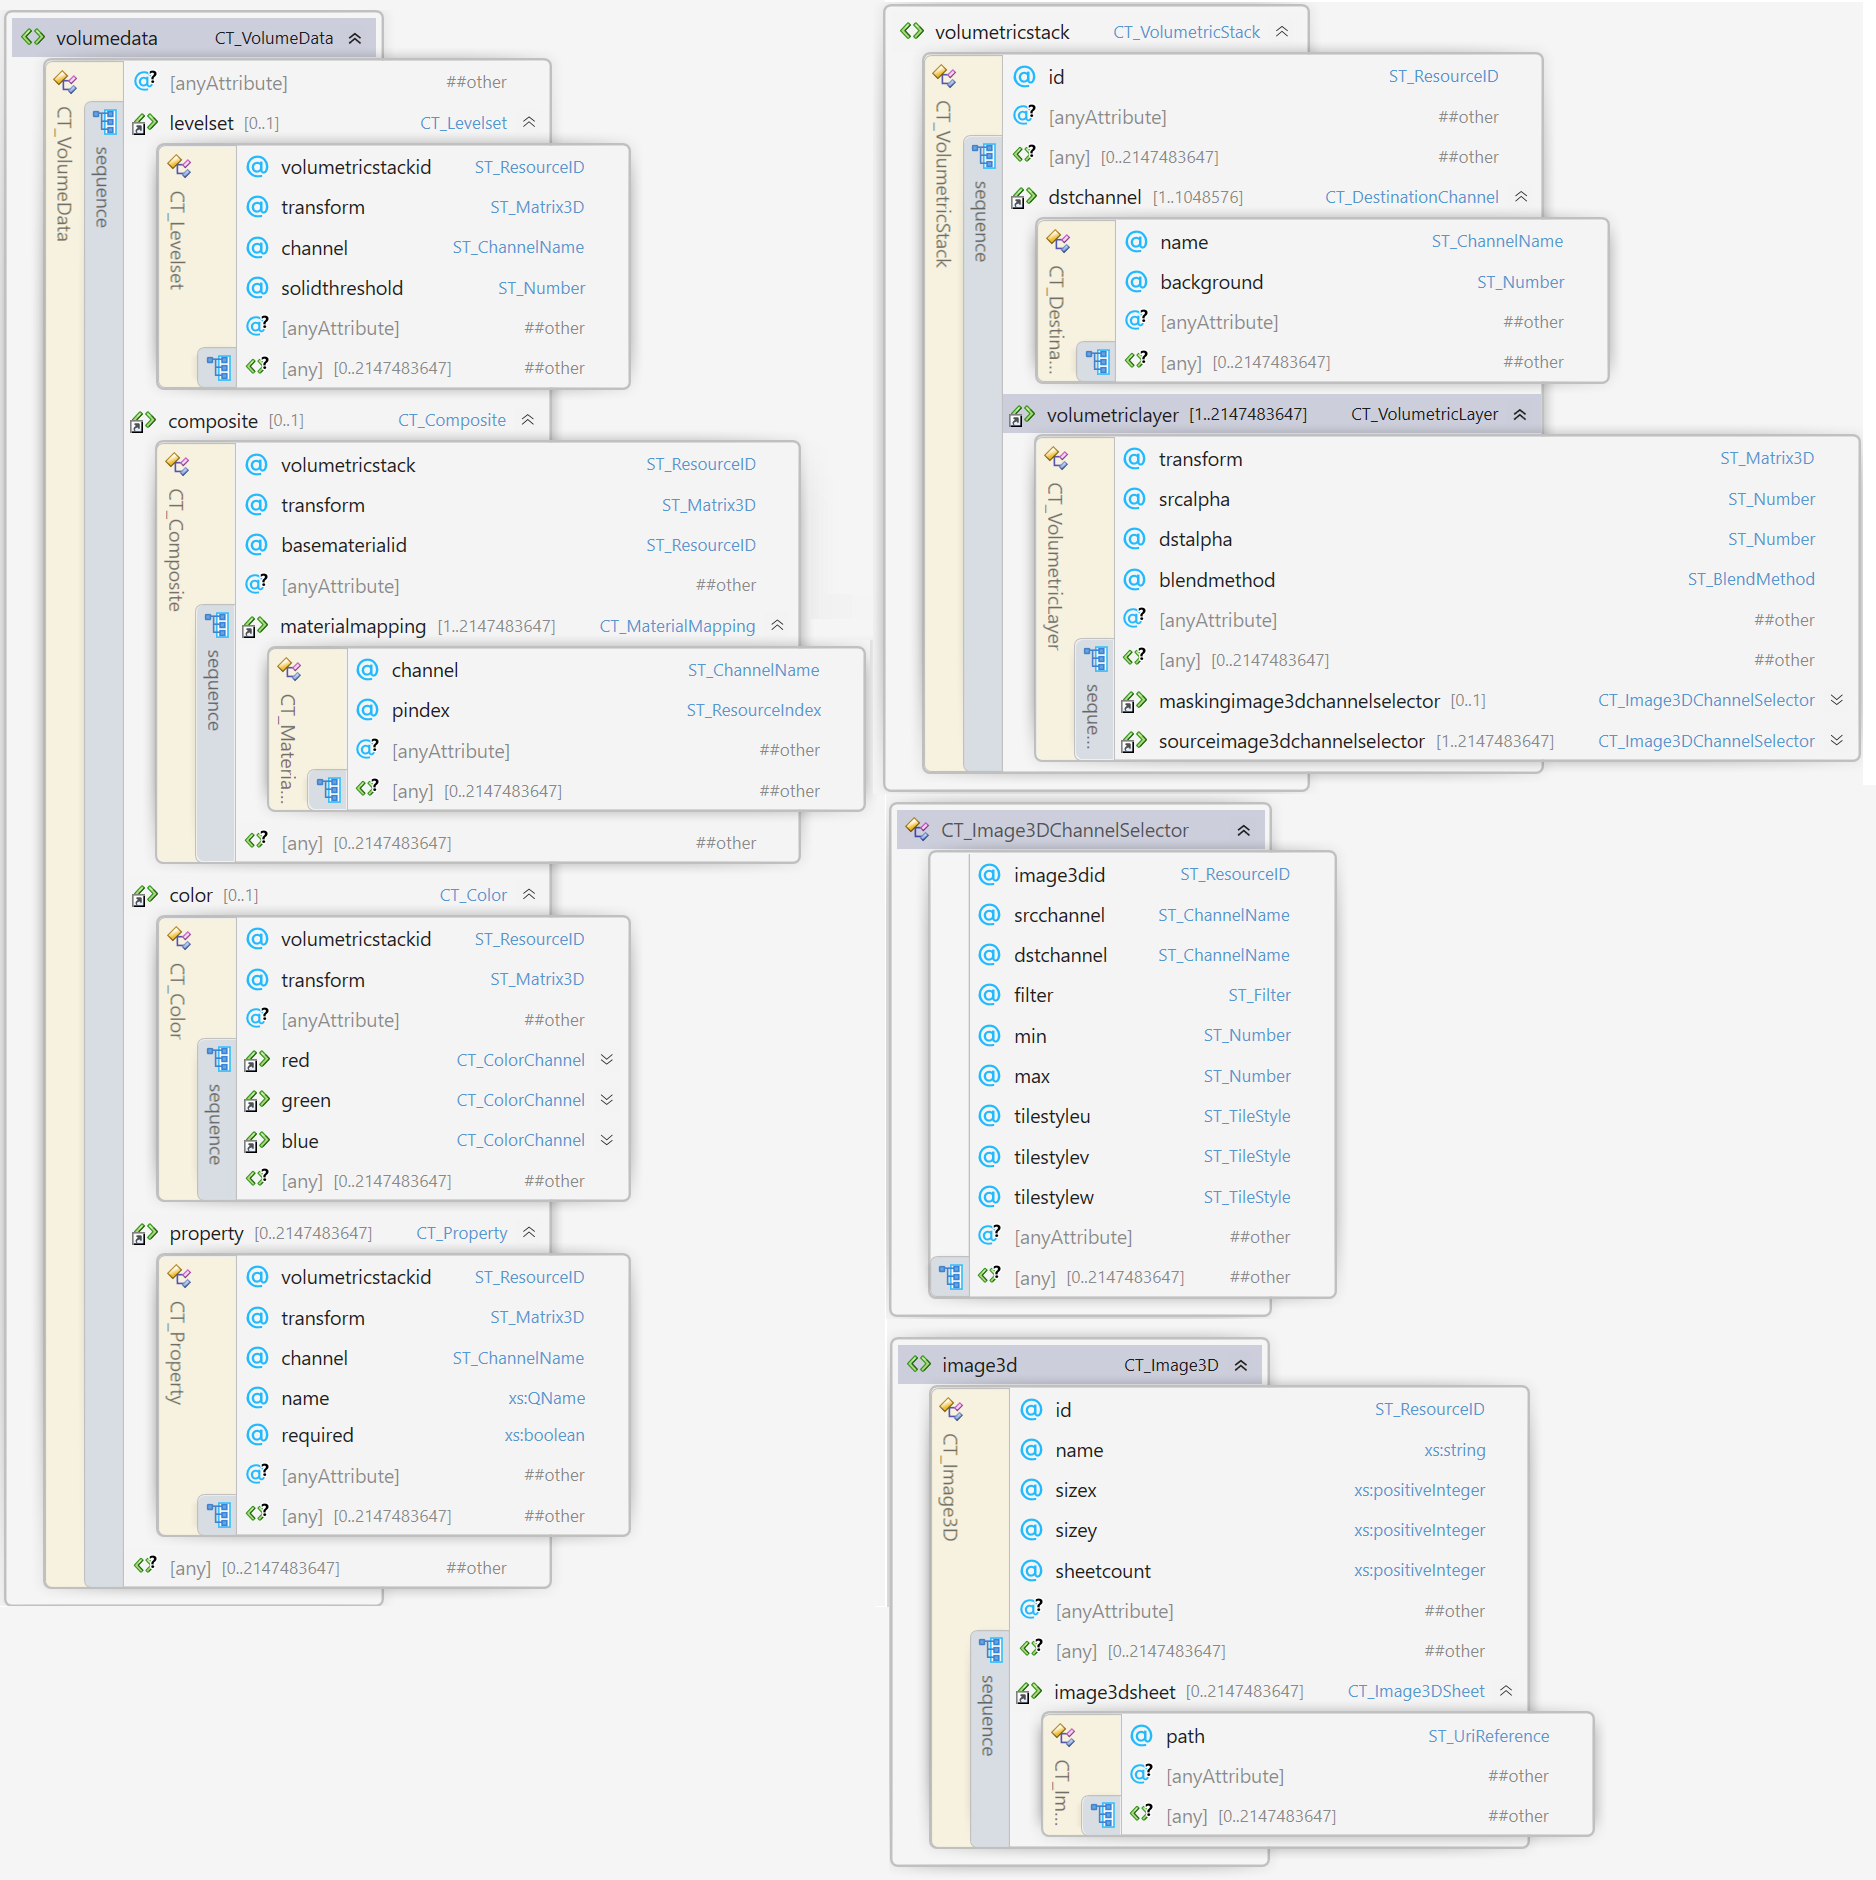 volumedata CT_VolumeData
CT_VolumeData
sequence
[anyAttribute] ##other
levelset [0..1] CT_Levelset
CT_Levelset
volumetricstackid ST_ResourceID
transform ST_Matrix3D
channel ST_ChannelName
solidthreshold ST_Number
[anyAttribute] ##other
[any] [0..2147483647] ##other
composite [0..1] CT_Composite
CT_Composite
sequence
volumetricstack ST_ResourceID
transform ST_Matrix3D
basematerialid ST_ResourceID
[anyAttribute] ##other
materialmapping [1..2147483647] CT_MaterialMapping
CT_Materia...
channel ST_ChannelName
pindex ST_ResourceIndex
[anyAttribute] ##other
[any] [0..2147483647] ##other
[any] [0..2147483647] ##other
color [0..1] CT_Color
CT_Color
sequence
volumetricstackid ST_ResourceID
transform ST_Matrix3D
[anyAttribute] ##other
red CT_ColorChannel
green CT_ColorChannel
blue CT_ColorChannel
[any] [0..2147483647] ##other
property [0..2147483647] CT_Property
CT_Property
volumetricstackid ST_ResourceID
transform ST_Matrix3D
channel ST_ChannelName
name xs:QName
required xs:boolean
[anyAttribute] ##other
[any] [0..2147483647] ##other
[any] [0..2147483647] ##other
volumetricstack CT_VolumetricStack
CT_VolumetricStack
sequence
id ST_ResourceID
[anyAttribute] ##other
[any] [0..2147483647] ##other
dstchannel [1..1048576] CT_DestinationChannel
CT_Destina...
name ST_ChannelName
background ST_Number
[anyAttribute] ##other
[any] [0..2147483647] ##other
volumetriclayer [1..2147483647] CT_VolumetricLayer
CT_VolumetricLayer
seque...
transform ST_Matrix3D
srcalpha ST_Number
dstalpha ST_Number
blendmethod ST_BlendMethod
[anyAttribute] ##other
[any] [0..2147483647] ##other
maskingimage3dchannelselector [0..1] CT_Image3DChannelSelector
sourceimage3dchannelselector [1..2147483647] CT_Image3DChannelSelector
CT_Image3DChannelSelector
image3did ST_ResourceID
srcchannel ST_ChannelName
dstchannel ST_ChannelName
filter ST_Filter
min ST_Number
max ST_Number
tilestyleu ST_TileStyle
tilestylev ST_TileStyle
tilestylew ST_TileStyle
[anyAttribute] ##other
[any] [0..2147483647] ##other
image3d CT_Image3D
CT_Image3D
sequence
id ST_ResourceID
name xs:string
sizex xs:positiveInteger
sizey xs:positiveInteger
sheetcount xs:positiveInteger
[anyAttribute] ##other
[any] [0..2147483647] ##other
image3dsheet [0..2147483647] CT_Image3DSheet
CT_Im...
path ST_UriReference
[anyAttribute] ##other
[any] [0..2147483647] ##other